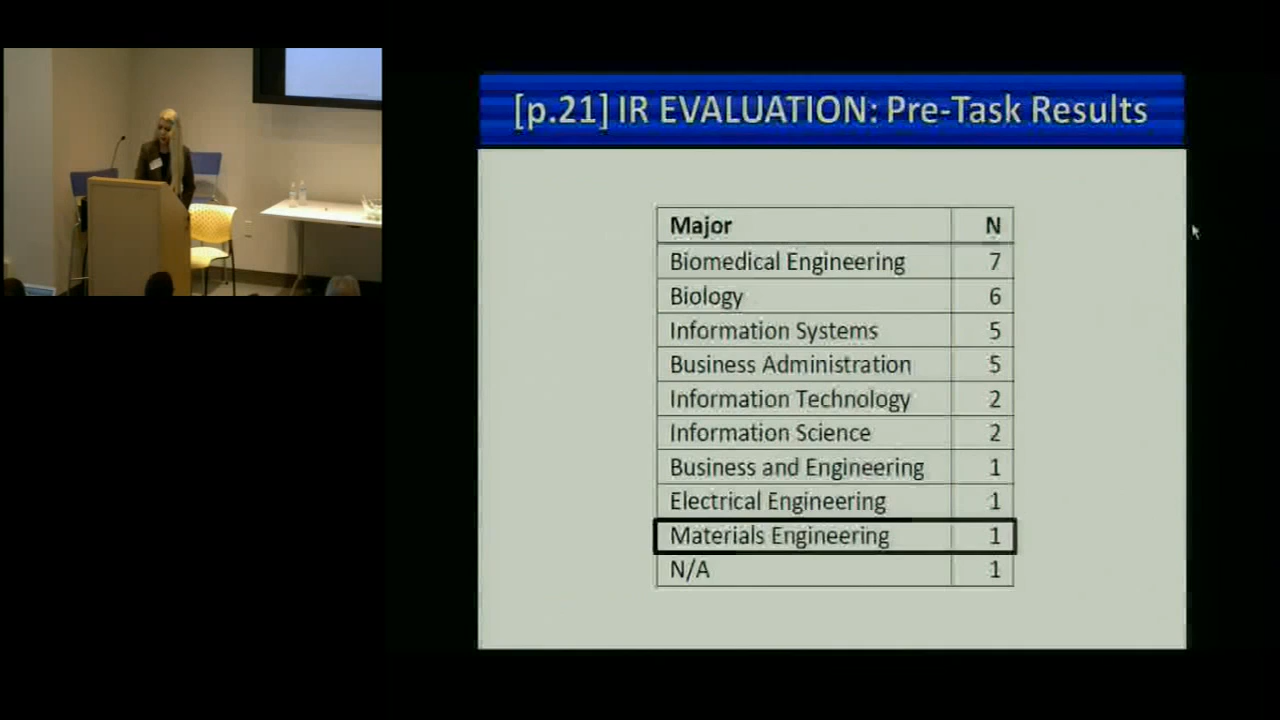 [p.21] IR EVALUATION: Pre-Task Results
Major N
Biomedical Engineering 7
Biology 6
Information Systems 5
Business Administration 5
Information Technology 2
Information Science 2
Business and Engineering 1
Electrical Engineering 1
Materials Engineering 1
N/A 1